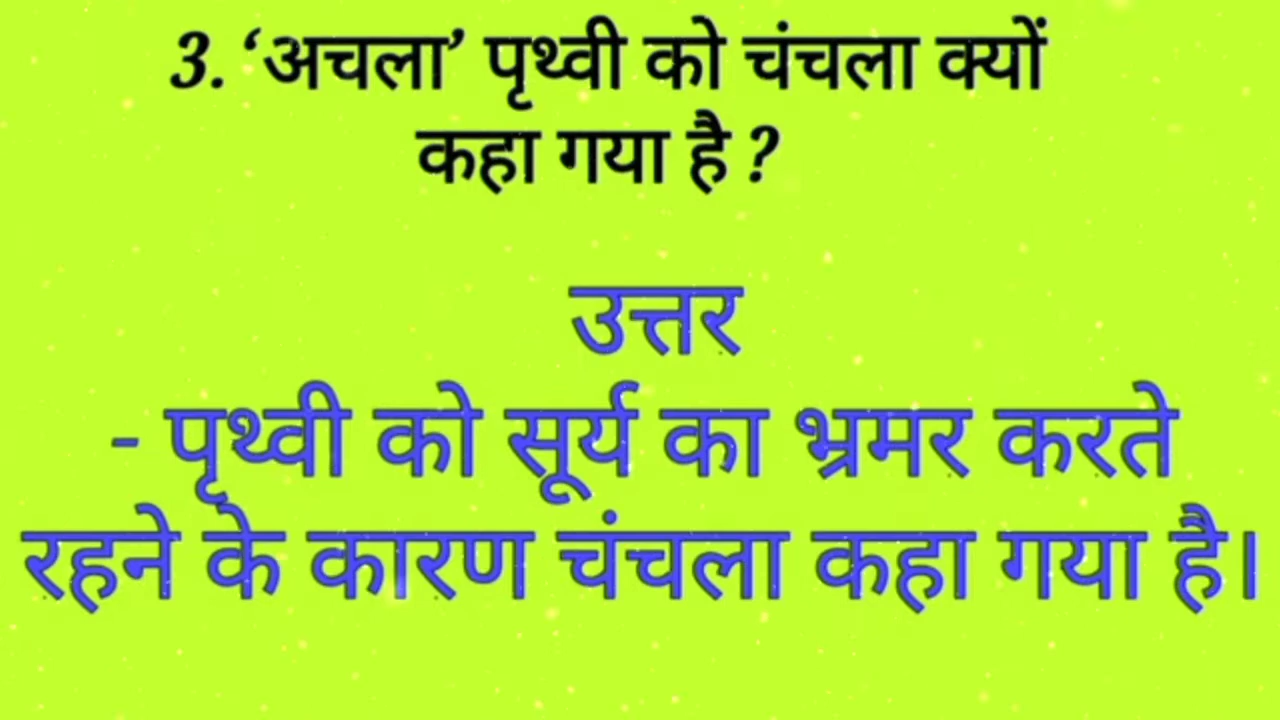 3. ‘अचला’ पृथ्वी को चंचला क्यों
कहा गया है ?
उत्तर
- पृथ्वी को सूर्य का भ्रमर करते
रहने के कारण चंचला कहा गया है।